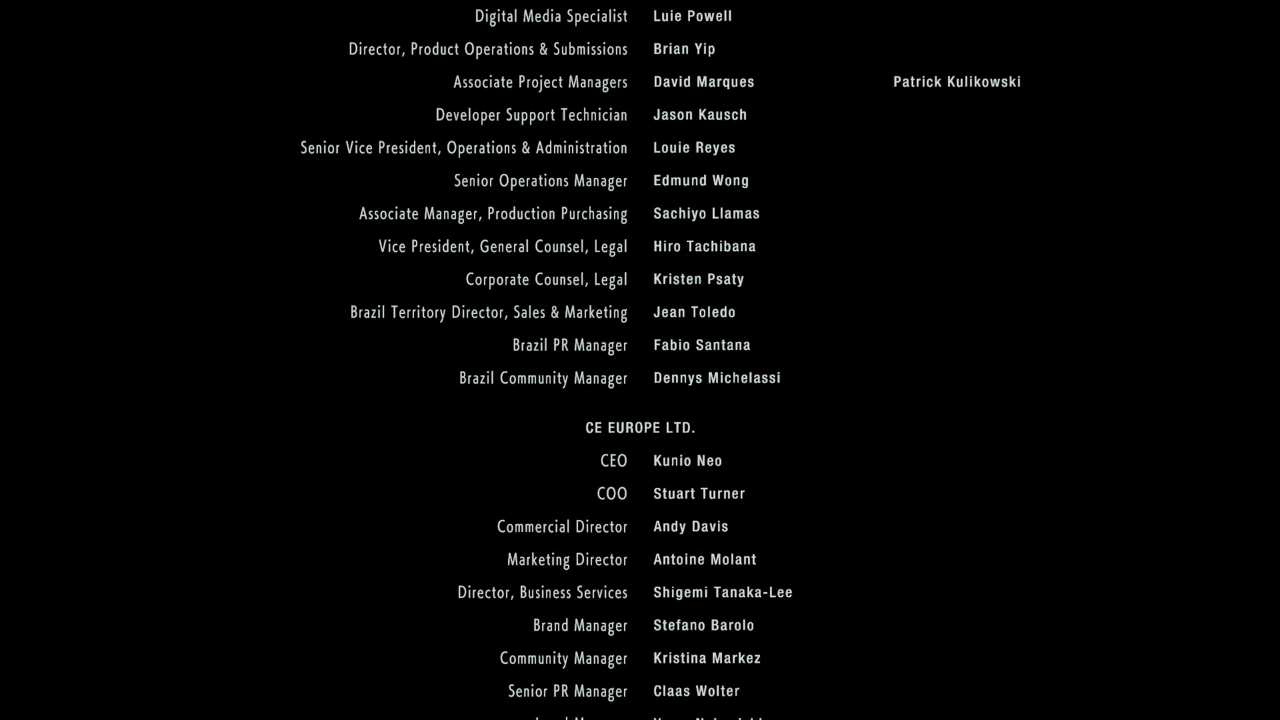 Digital Media Specialist Luie Powell
Director, Product Operations & Submissions Brian Yip
Associate Project Managers David Marques Patrick Kulikowski
Developer Support Technician Jason Kausch
Senior Vice President, Operations & Administration Louie Reyes
Senior Operations Manager Edmund Wong
Associate Manager, Production Purchasing Sachiyo Llamas
Vice President, General Counsel, Legal Hiro Tachibana
Corporate Counsel, Legal Kristen Psaty
Brazil Territory Director, Sales & Marketing Jean Toledo
Brazil PR Manager Fabio Santana
Brazil Community Manager Dennys Michelassi
CE EUROPE LTD.
CEO Kunio Neo
COO Stuart Turner
Commercial Director Andy Davis
Marketing Director Antoine Molant
Director, Business Services Shigemi Tanaka-Lee
Brand Manager Stefano Barolo
Community Manager Kristina Markez
Senior PR Manager Claas Wolter